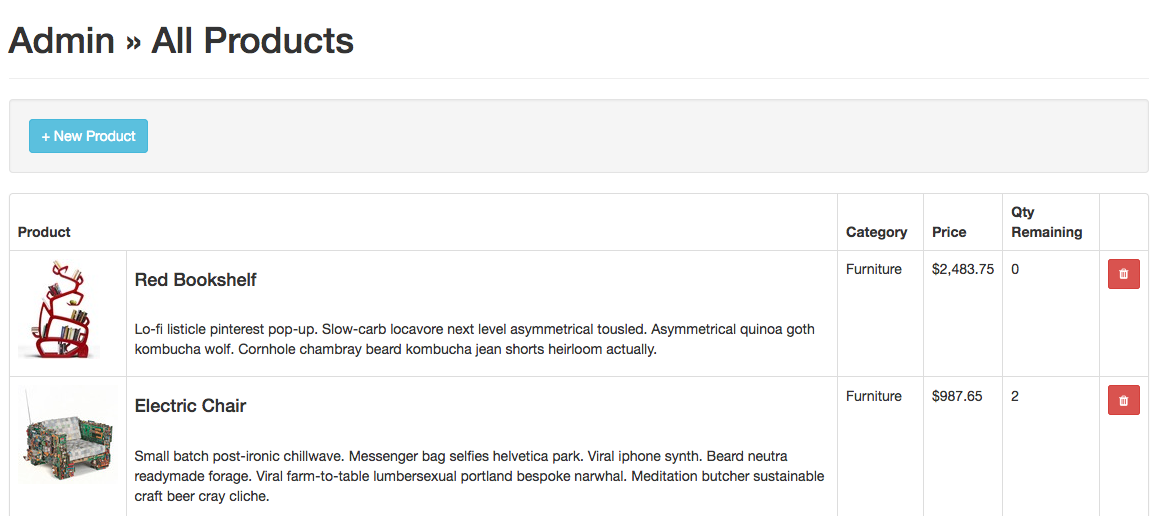 Admin » All Products
+ New Product
Product
Category
Price
Qty
Remaining
Red Bookshelf
Lo-fi listicle pinterest pop-up. Slow-carb locavore next level asymmetrical tousled. Asymmetrical quinoa goth
kombucha wolf. Cornhole chambray beard kombucha jean shorts heirloom actually.
Furniture
$2,483.75
0
Electric Chair
Small batch post-ironic chillwave. Messenger bag selfies helvetica park. Viral iphone synth. Beard neutra
readymade forage. Viral farm-to-table lumbersexual portland bespoke narwhal. Meditation butcher sustainable
craft beer cray cliche.
Furniture
$987.65
2